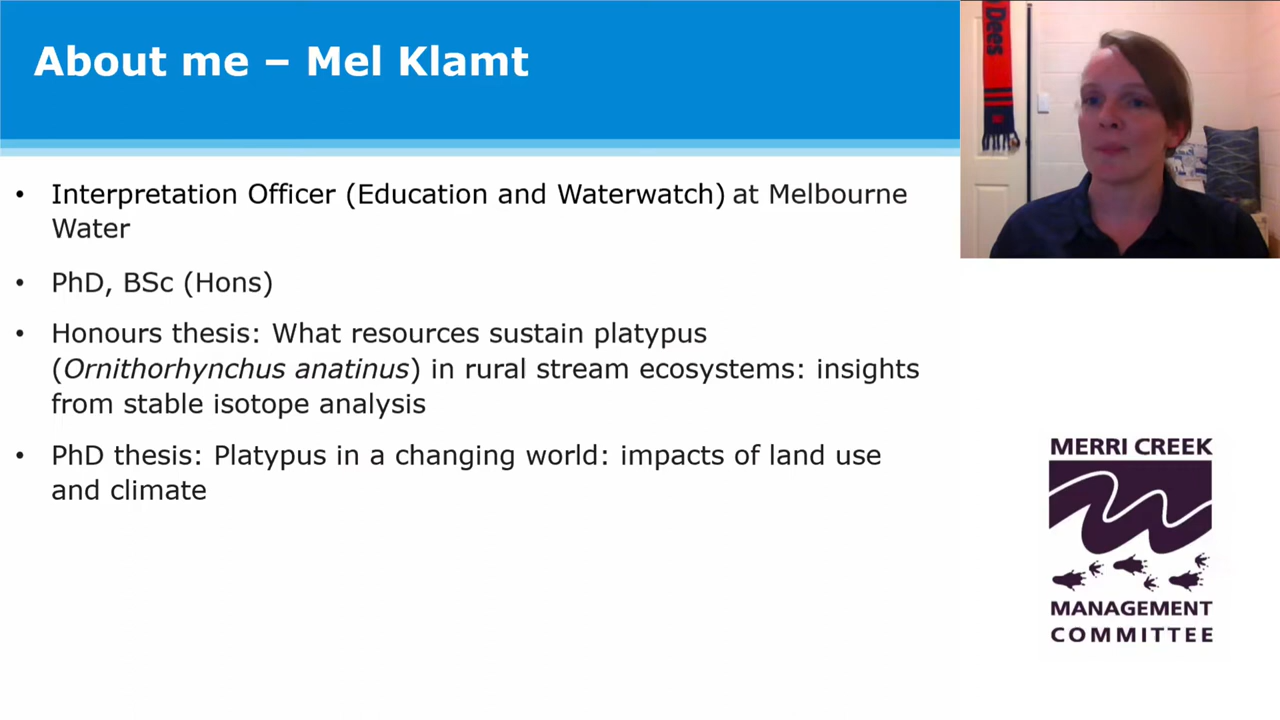 About me – Mel Klamt
Dees
• Interpretation Officer (Education and Waterwatch) at Melbourne
Water
• PhD, BSc (Hons)
• Honours thesis: What resources sustain platypus
(Ornithorhynchus anatinus) in rural stream ecosystems: insights
from stable isotope analysis
• PhD thesis: Platypus in a changing world: impacts of land use
and climate
MERRI CREEK
MANAGEMENT
COMMITTEE